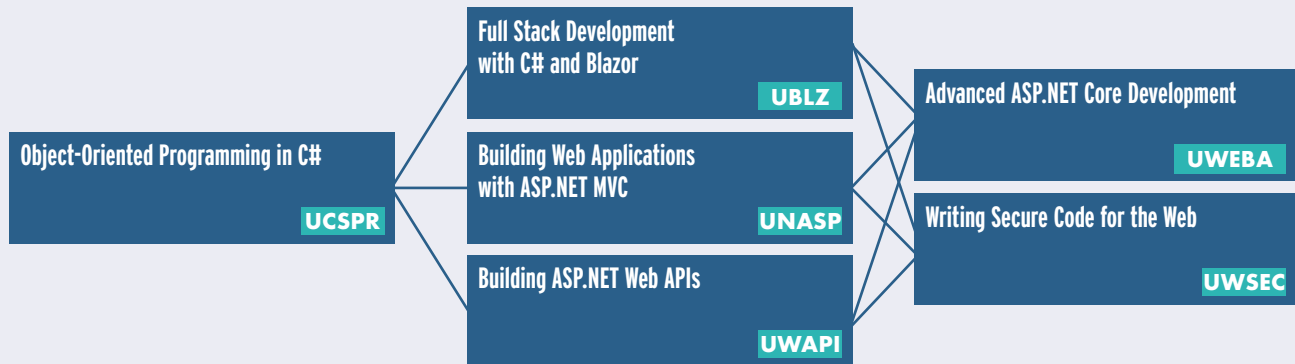 Object-Oriented Programming in C#
UCSPR
Full Stack Development
with C# and Blazor
UBLZ
Building Web Applications
with ASP.NET MVC
UNASP
Building ASP.NET Web APIs
UWAPI
Advanced ASP.NET Core Development
UWEBA
Writing Secure Code for the Web
UWSEC